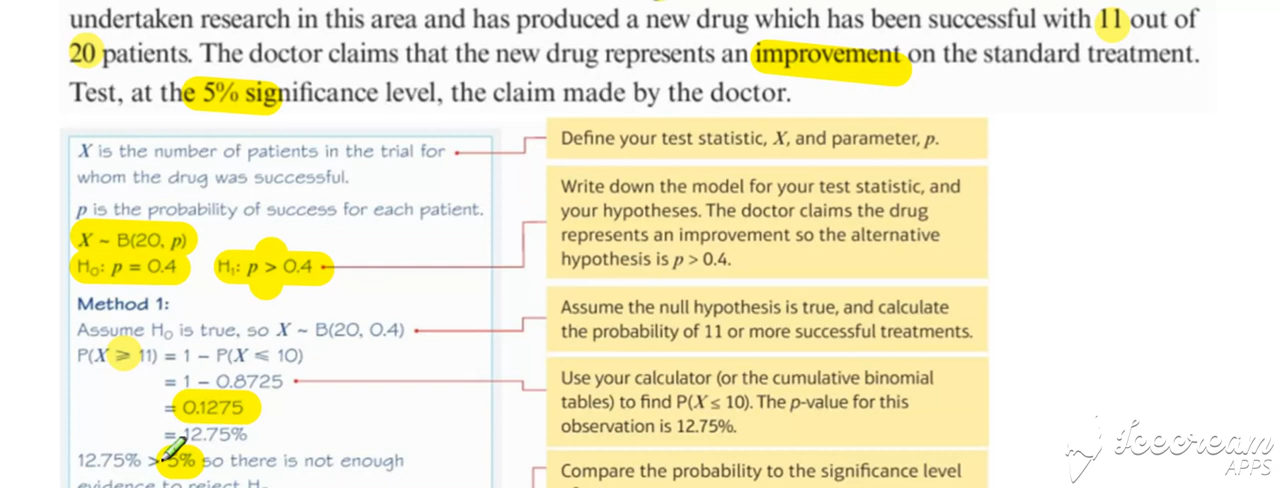 undertaken research in this area and has produced a new drug which has been successful with 11 out of
20 patients. The doctor claims that the new drug represents an improvement on the standard treatment.
Test, at the 5% significance level, the claim made by the doctor.
X is the number of patients in the trial for
whom the drug was successful.
p is the probability of success for each patient.
X ~ B(20, p)
H₀: p = 0.4 H₁: p > 0.4
Method 1:
Assume H₀ is true, so X ~ B(20, 0.4)
P(X ⩾ 11) = 1 – P(X ⩽ 10)
= 1 – 0.8725
= 0.1275
= 12.75%
12.75% > 5% so there is not enough
evidence to reject H₀
Define your test statistic, X, and parameter, p.
Write down the model for your test statistic, and
your hypotheses. The doctor claims the drug
represents an improvement so the alternative
hypothesis is p > 0.4.
Assume the null hypothesis is true, and calculate
the probability of 11 or more successful treatments.
Use your calculator (or the cumulative binomial
tables) to find P(X ≤ 10). The p-value for this
observation is 12.75%.
Compare the probability to the significance level
Icecream
APPS